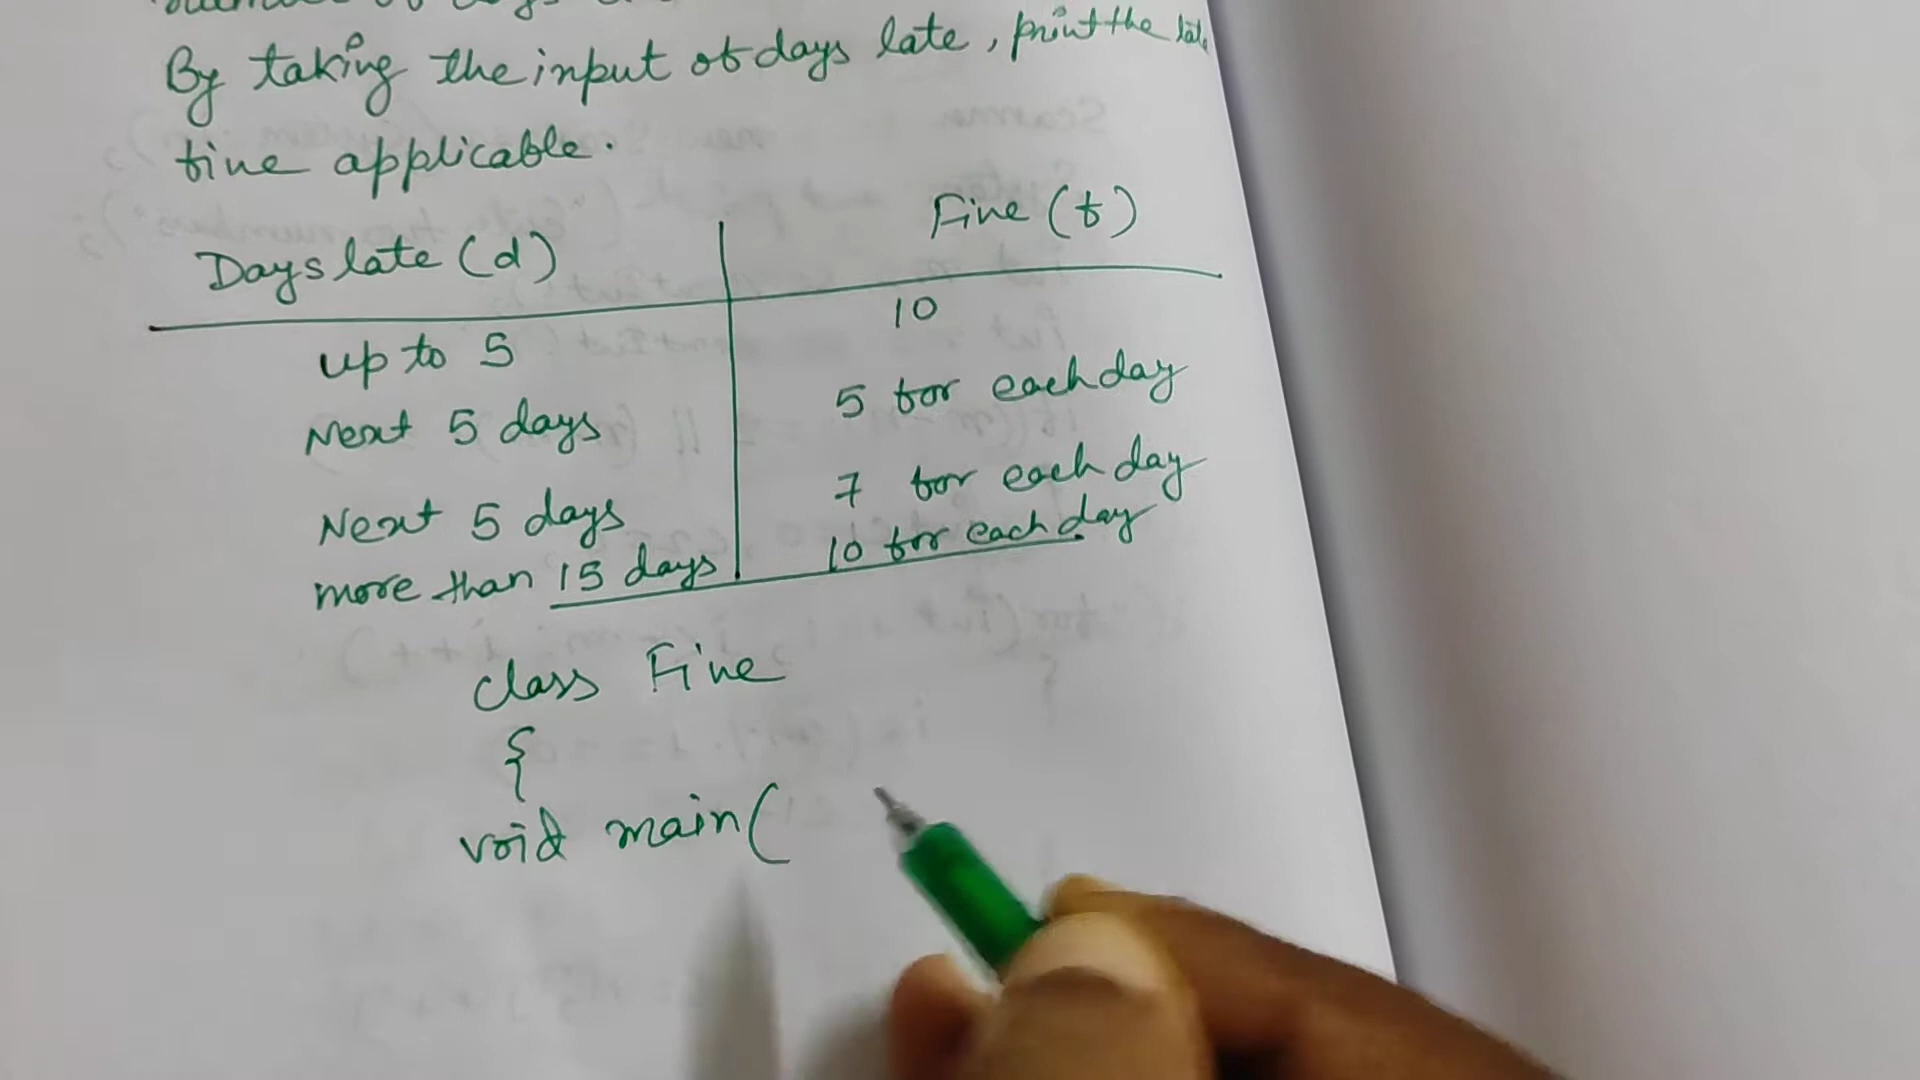 By taking the input of days late, print the late
fine applicable.
Days late (d) Fine (f)
up to 5 10
Next 5 days 5 for each day
Next 5 days 7 for each day
more than 15 days 10 for each day
class Fine
{
void main(